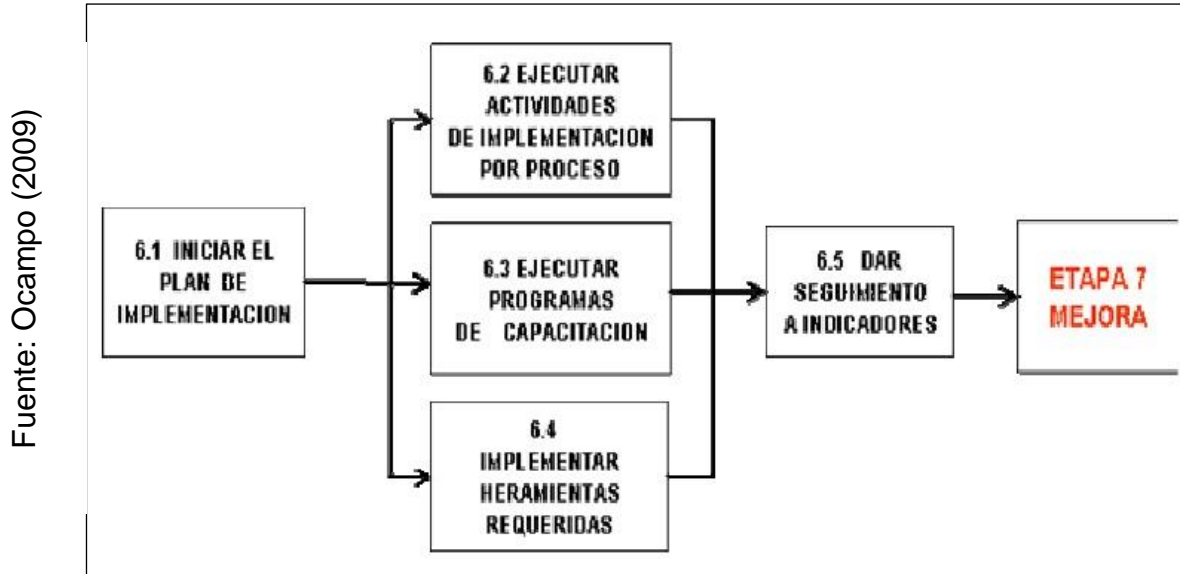 Fuente: Ocampo (2009)
6.1 INICIAR EL
PLAN DE
IMPLEMENTACION
6.2 EJECUTAR
ACTIVIDADES
DE IMPLEMENTACION
POR PROCESO
6.3 EJECUTAR
PROGRAMAS
DE CAPACITACION
6.4
IMPLEMENTAR
HERAMIENTAS
REQUERIDAS
6.5 DAR
SEGUIMIENTO
A INDICADORES
ETAPA 7
MEJORA